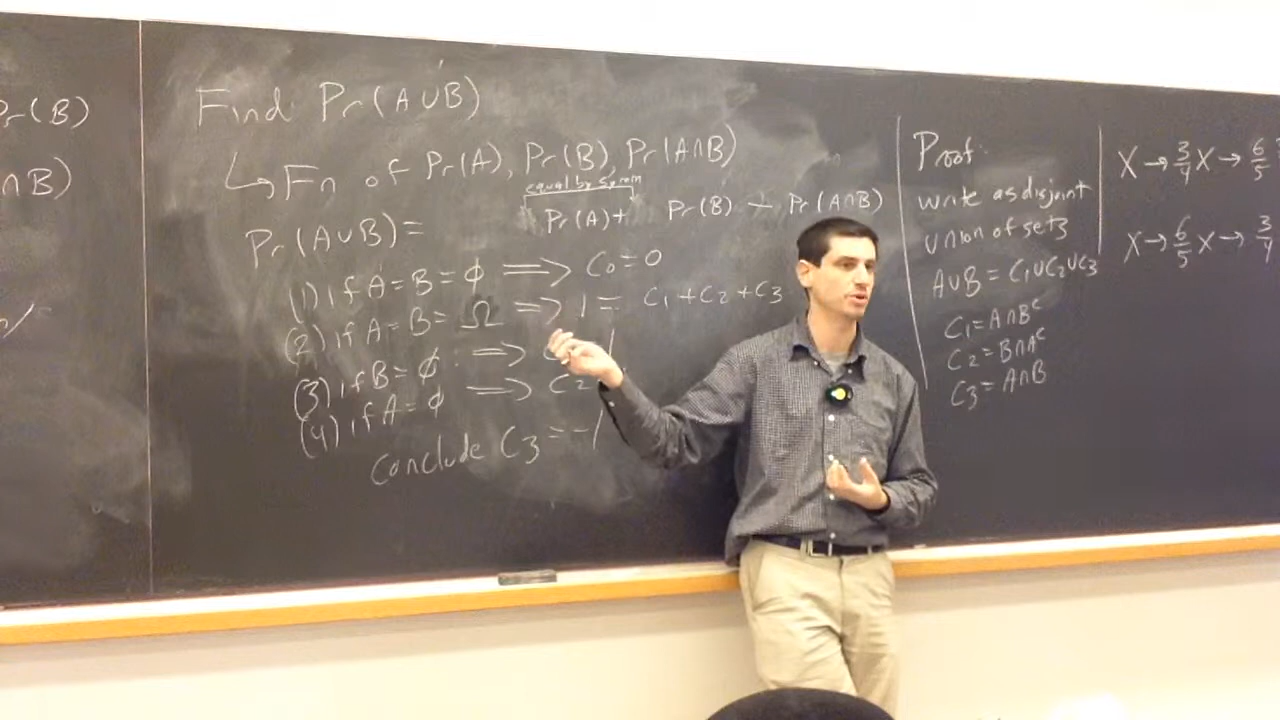 Pr(B)
∩B)
Find Pr(A∪B)
↳ Fn of Pr(A), Pr(B), Pr(A∩B)
equal by symm
Pr(A∪B)= Pr(A)+ Pr(B) - Pr(A∩B)
(1) if A=B=∅ ⟹ C0=0
(2) if A=B=Ω ⟹ 1= C1+C2+C3
(3) if B=∅ ⟹ C 1
(4) if A=∅ ⟹ C2
conclude C3=-1
Proof:
write as disjoint
union of sets
A∪B = C1∪C2∪C3
C1=A∩B^c
C2=B∩A^c
C3=A∩B
X→3/4 X→ 6/5
X→6/5 X→ 3/4